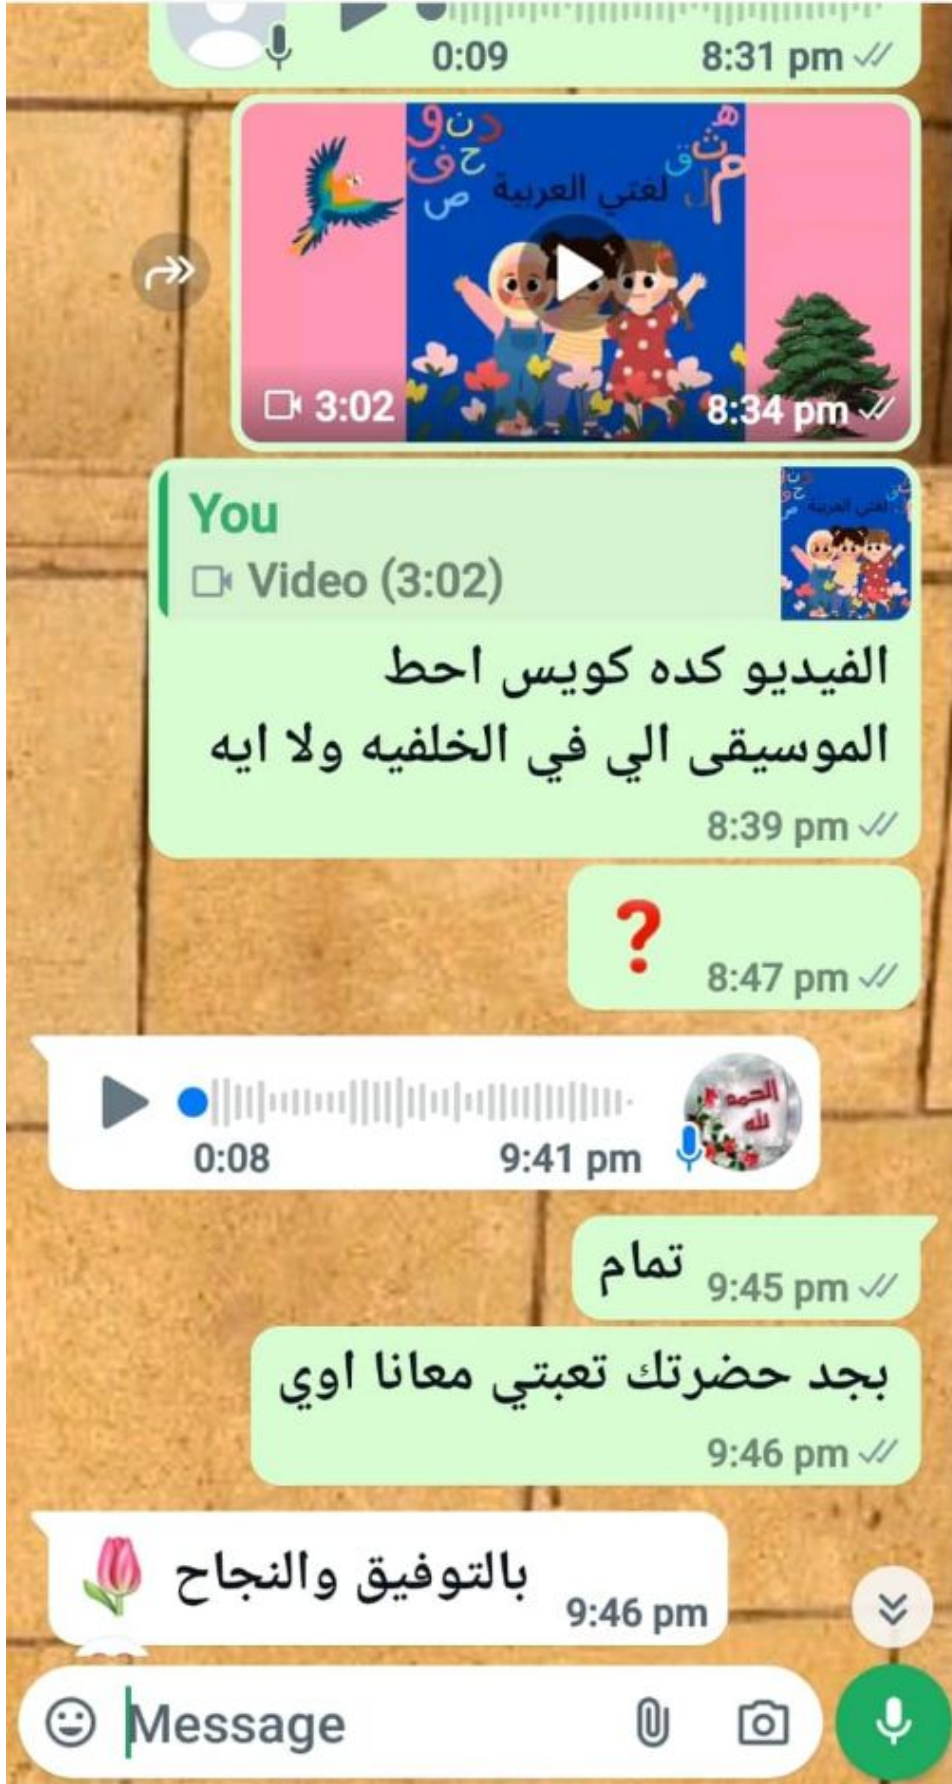 0:09
8:31 pm
د ن و
ح ف
ص
ه
ث
ق
م
ل
لغتي العربية
3:02
8:34 pm
You
Video (3:02)
لغتي العربية
الفيديو كده كويس احط
الموسيقى الي في الخلفيه ولا ايه
8:39 pm
❓
8:47 pm
الحمد
لله
0:08
9:41 pm
تمام
9:45 pm
بجد حضرتك تعبتي معانا اوي
9:46 pm
بالتوفيق والنجاح 🌷
9:46 pm
Message